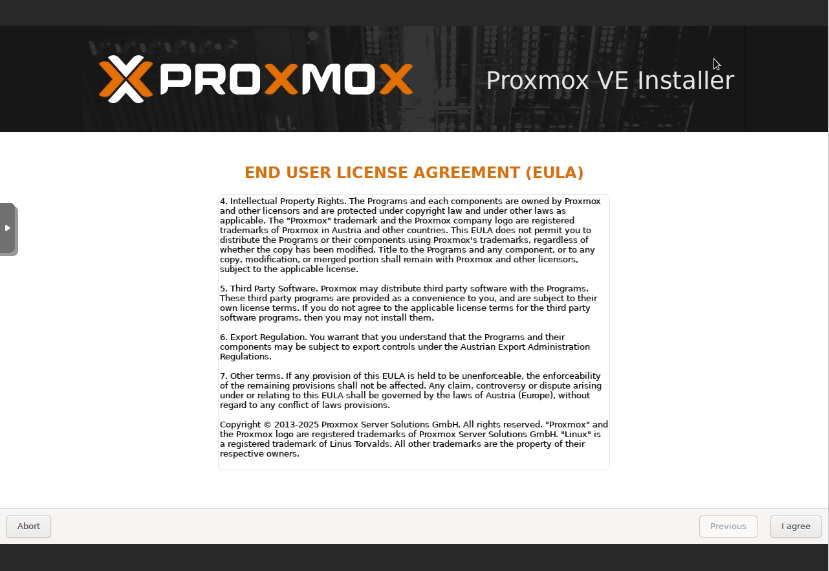 PROXMOX
Proxmox VE Installer
END USER LICENSE AGREEMENT (EULA)
4. Intellectual Property Rights. The Programs and each components are owned by Proxmox
and other licensors and are protected under copyright law and under other laws as
applicable. The "Proxmox" trademark and the Proxmox company logo are registered
trademarks of Proxmox in Austria and other countries. This EULA does not permit you to
distribute the Programs or their components using Proxmox's trademarks, regardless of
whether the copy has been modified. Title to the Programs and any component, or to any
copy, modification, or merged portion shall remain with Proxmox and other licensors,
subject to the applicable license.
5. Third Party Software. Proxmox may distribute third party software with the Programs.
These third party programs are provided as a convenience to you, and are subject to their
own license terms. If you do not agree to the applicable license terms for the third party
software programs, then you may not install them.
6. Export Regulation. You warrant that you understand that the Programs and their
components may be subject to export controls under the Austrian Export Administration
Regulations.
7. Other terms. If any provision of this EULA is held to be unenforceable, the enforceability
of the remaining provisions shall not be affected. Any claim, controversy or dispute arising
under or relating to this EULA shall be governed by the laws of Austria (Europe), without
regard to any conflict of laws provisions.
Copyright © 2013-2025 Proxmox Server Solutions GmbH. All rights reserved. "Proxmox" and
the Proxmox logo are registered trademarks of Proxmox Server Solutions GmbH. "Linux" is
a registered trademark of Linus Torvalds. All other trademarks are the property of their
respective owners.
Abort
Previous
I agree